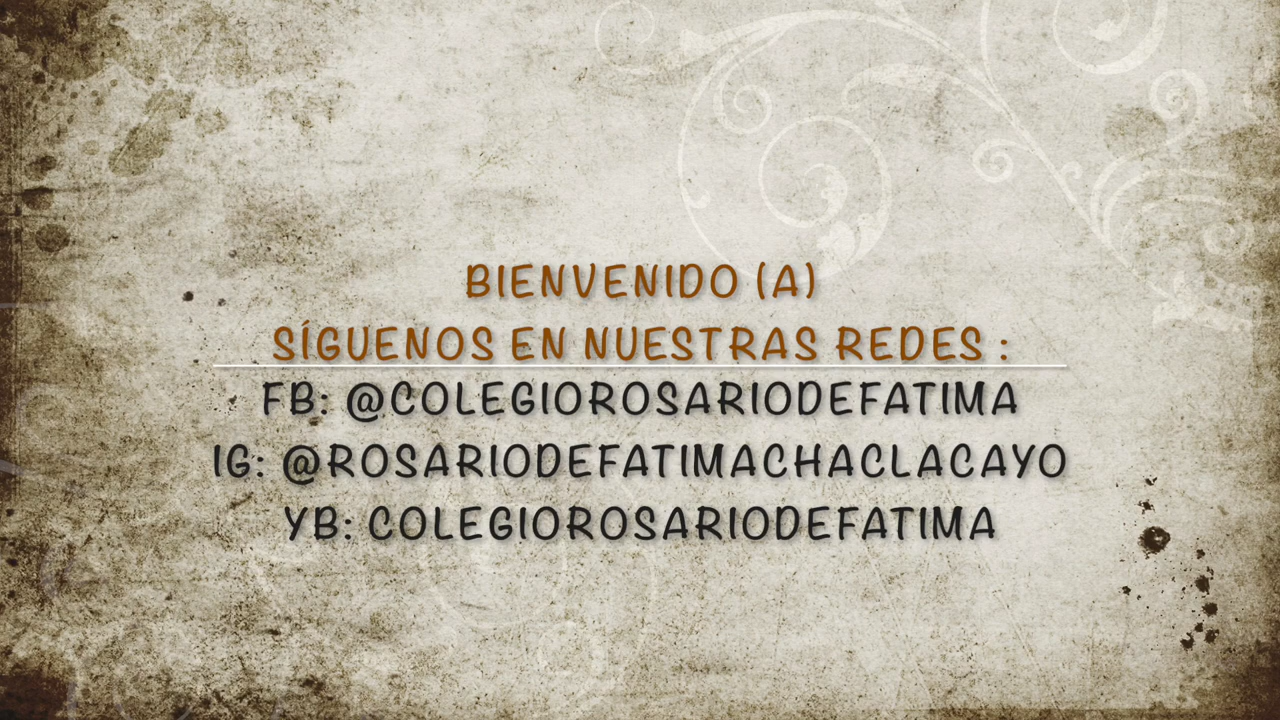 BIENVENIDO (A)
SÍGUENOS EN NUESTRAS REDES :
FB: @COLEGIOROSARIODEFATIMA
IG: @ROSARIODEFATIMACHACLACAYO
YB: COLEGIOROSARIODEFATIMA